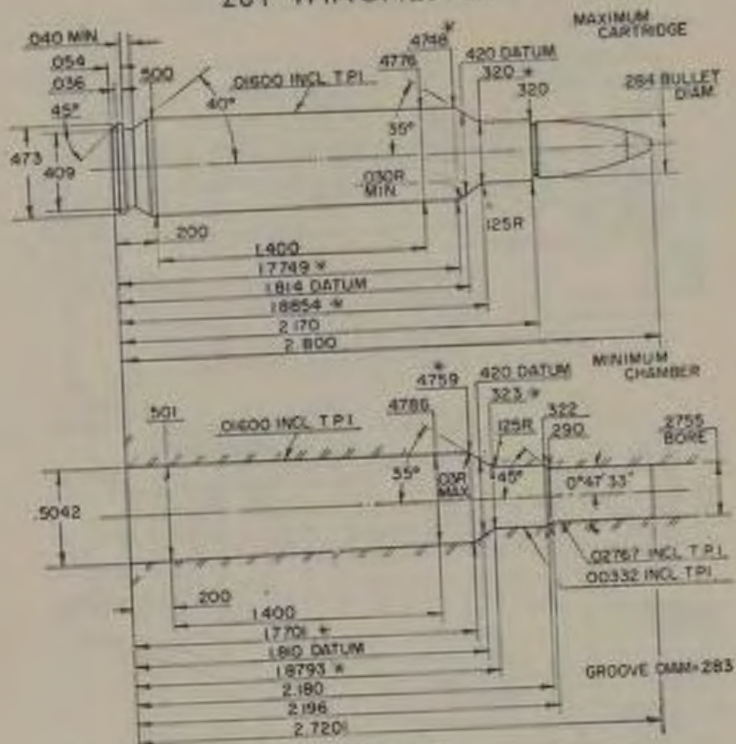 MAXIMUM
CARTRIDGE
.040 MIN
.054
.036
45°
.473
.409
.500
.01600 INCL T.P.I.
40°
.4776
*
.4748
.420 DATUM
.320 *
.320
.284 BULLET
DIAM.
35°
.030R
MIN.
.125R
.200
1.400
1.7749 *
1.814 DATUM
1.8854 *
2.170
2.800
MINIMUM
CHAMBER
.501
.5042
.01600 INCL T.P.I.
.4786
*
.4759
.420 DATUM
.323 *
.125R
.322
.290
.2755
BORE
35°
.03R
MAX
45°
0°47'33"
.02767 INCL T.P.I.
.00332 INCL T.P.I.
.200
1.400
1.7701 *
1.810 DATUM
1.8793 *
2.180
2.196
2.7201
GROOVE DIAM=.283